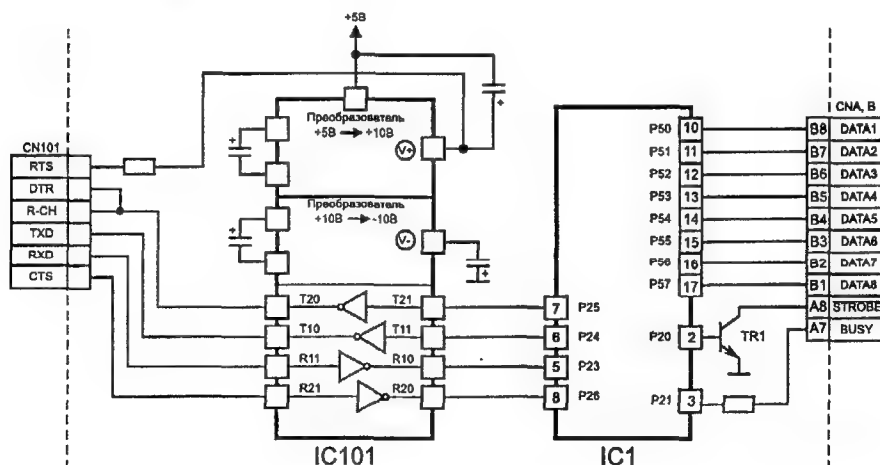 +5В
CN101
RTS
DTR
R-CH
TXD
RXD
CTS
Преобразователь
+5В → +10В
V+
Преобразователь
+10В → -10В
V-
T20
T21
T10
T11
R11
R10
R21
R20
IC101
7
P25
6
P24
5
P23
8
P26
P50
10
P51
11
P52
12
P53
13
P54
14
P55
15
P56
16
P57
17
P20
2
P21
3
IC1
TR1
CNA, B
B8
DATA1
B7
DATA2
B6
DATA3
B5
DATA4
B4
DATA5
B3
DATA6
B2
DATA7
B1
DATA8
A8
STROBE
A7
BUSY